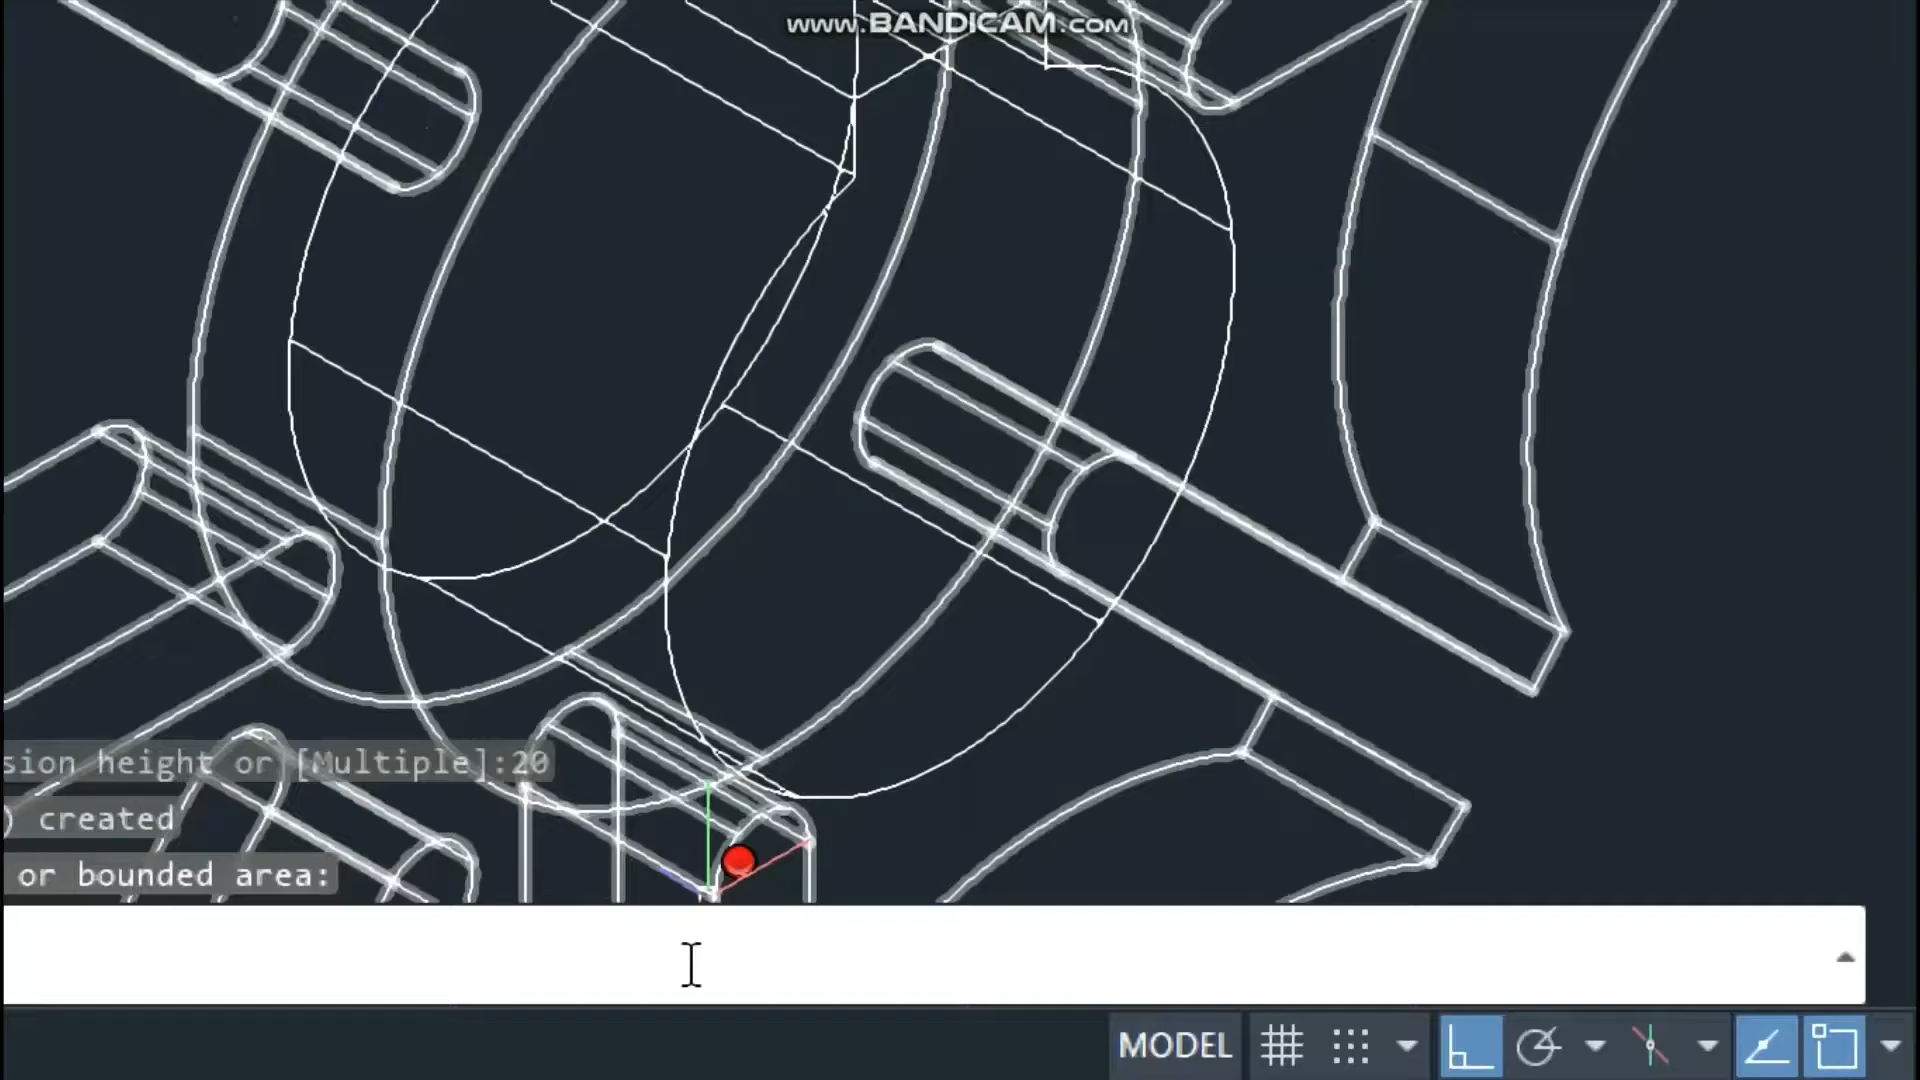 www.BANDICAM.com
sion height or [Multiple]:20
) created
or bounded area:
MODEL